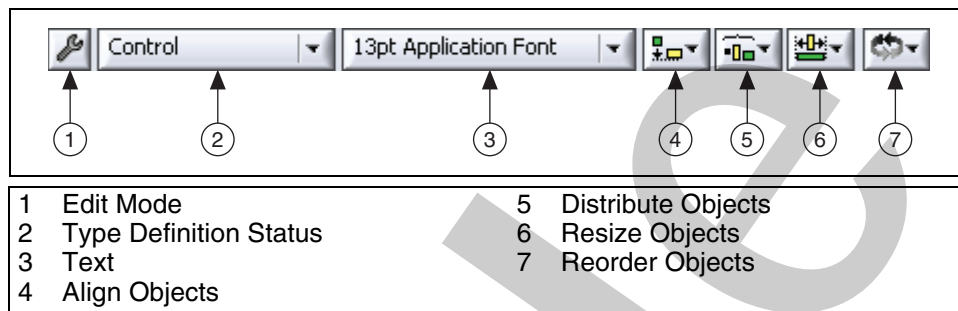 Control
13pt Application Font
1 2 3 4 5 6 7
1 Edit Mode
2 Type Definition Status
3 Text
4 Align Objects
5 Distribute Objects
6 Resize Objects
7 Reorder Objects